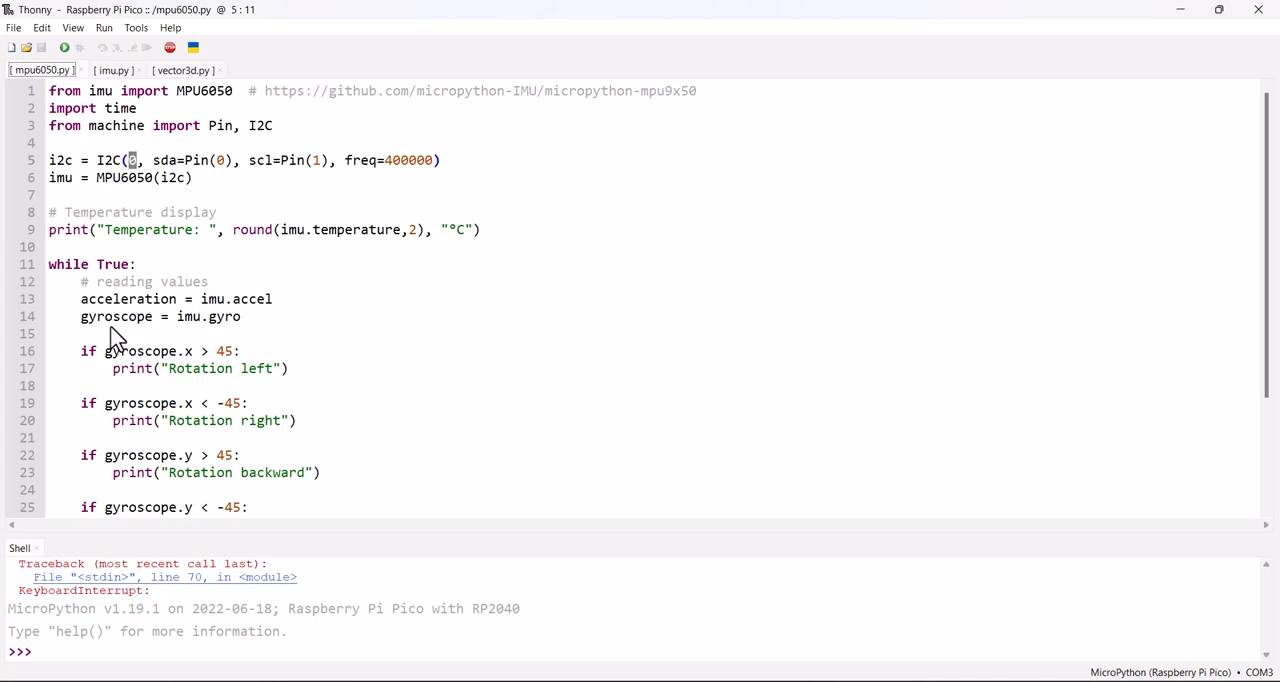 Thonny - Raspberry Pi Pico :: /mpu6050.py @ 5 : 11
File Edit View Run Tools Help
[ mpu6050.py ] [ imu.py ] [ vector3d.py ]
1 from imu import MPU6050 # https://github.com/micropython-IMU/micropython-mpu9x50
2 import time
3 from machine import Pin, I2C
4
5 i2c = I2C(0, sda=Pin(0), scl=Pin(1), freq=400000)
6 imu = MPU6050(i2c)
7
8 # Temperature display
9 print("Temperature: ", round(imu.temperature,2), "°C")
10
11 while True:
12 # reading values
13 acceleration = imu.accel
14 gyroscope = imu.gyro
15
16 if gyroscope.x > 45:
17 print("Rotation left")
18
19 if gyroscope.x < -45:
20 print("Rotation right")
21
22 if gyroscope.y > 45:
23 print("Rotation backward")
24
25 if gyroscope.y < -45:
Shell
Traceback (most recent call last):
File "<stdin>", line 70, in <module>
KeyboardInterrupt:
MicroPython v1.19.1 on 2022-06-18; Raspberry Pi Pico with RP2040
Type "help()" for more information.
>>>
MicroPython (Raspberry Pi Pico) • COM3